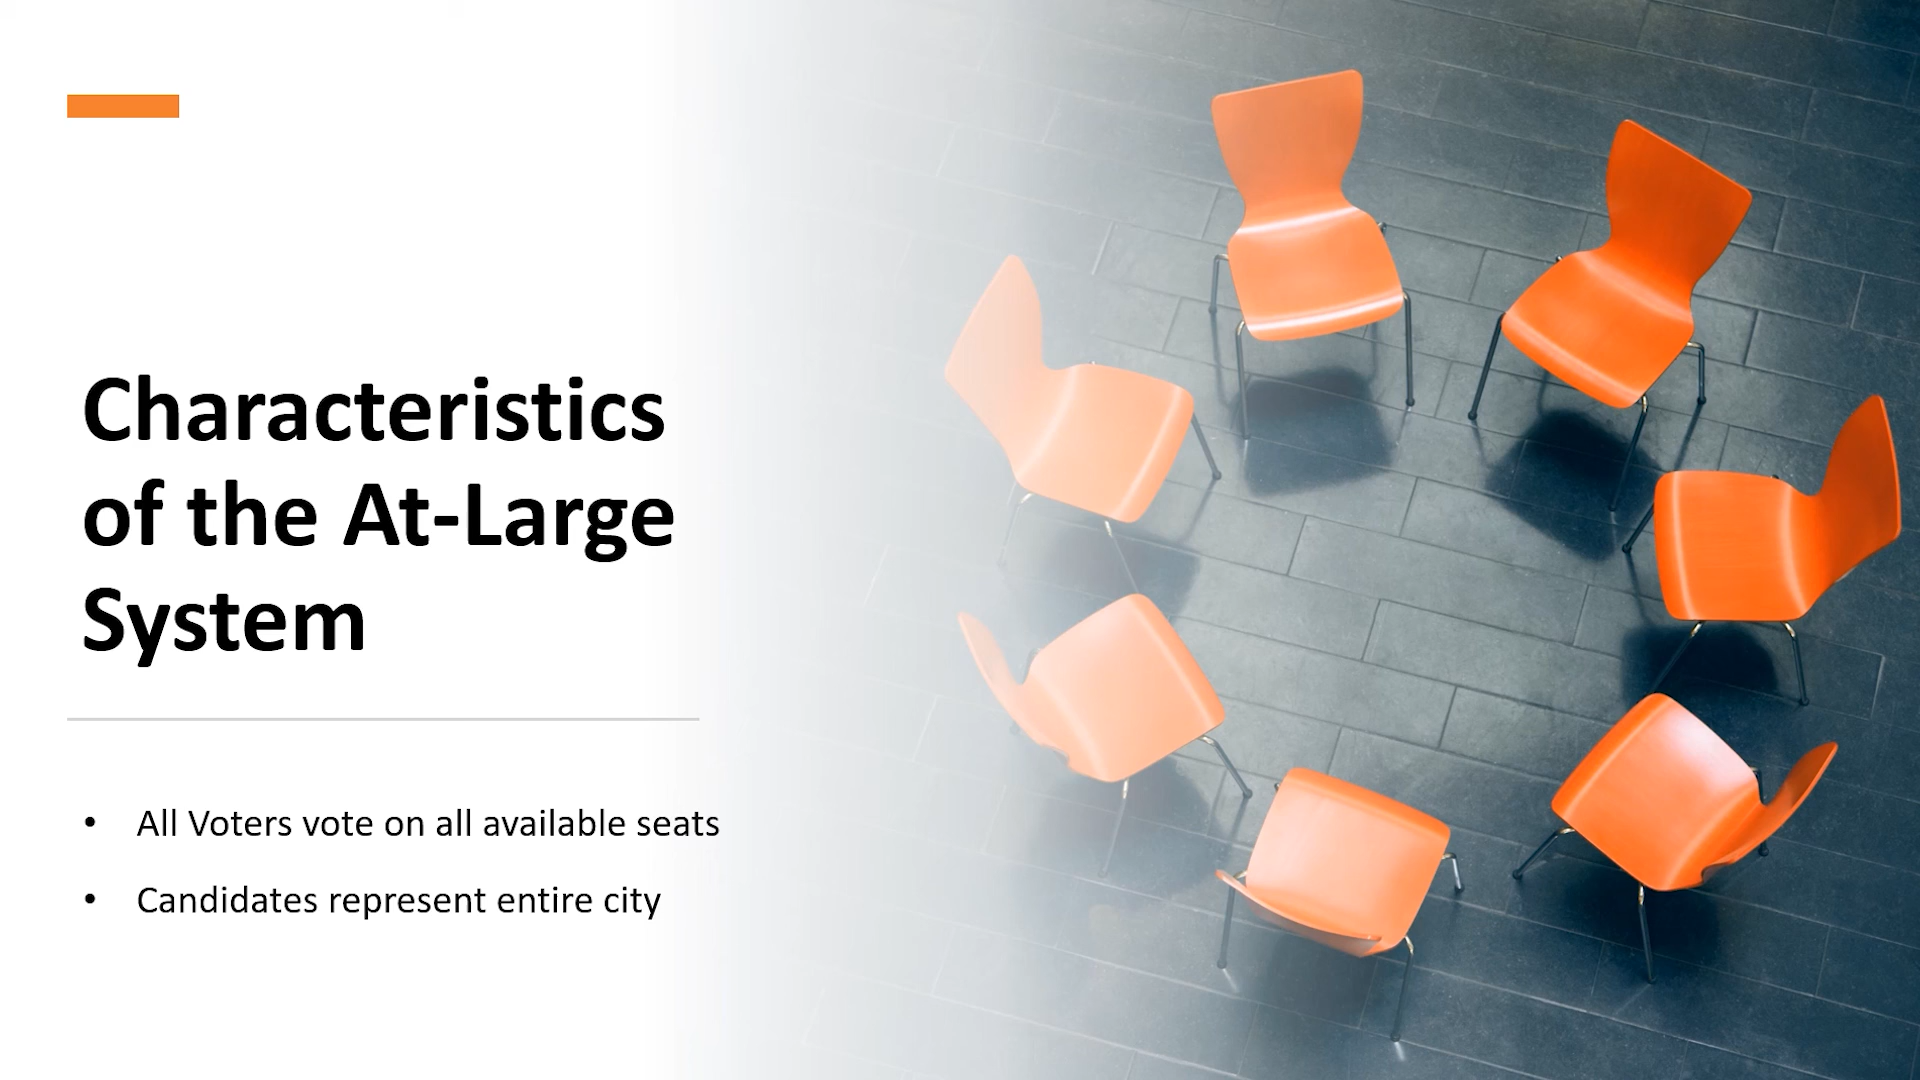 Characteristics
of the At-Large
System
• All Voters vote on all available seats
• Candidates represent entire city